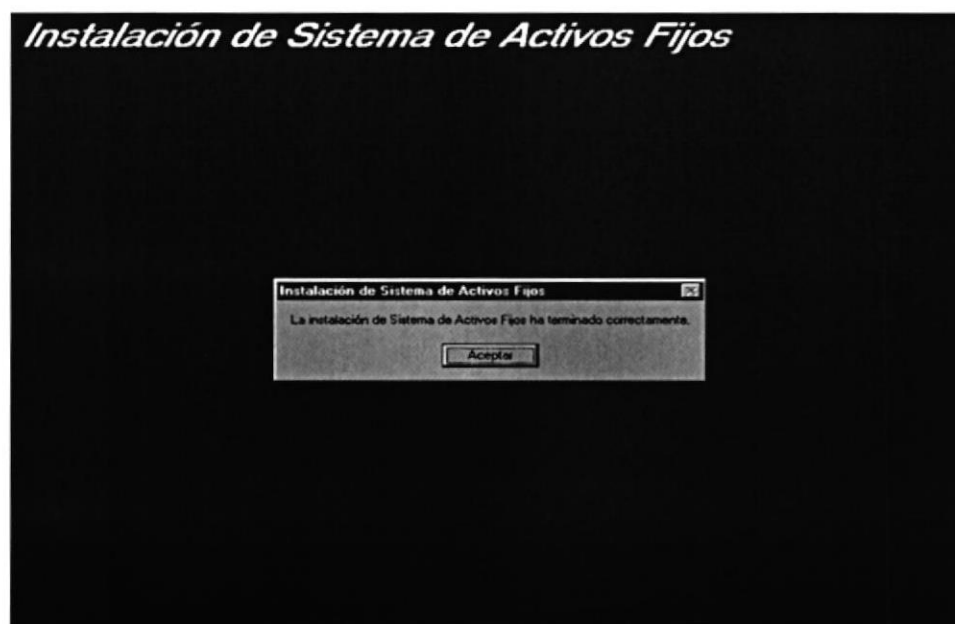 Instalación de Sistema de Activos Fijos
Instalación de Sistema de Activos Fijos
La instalación de Sistema de Activos Fijos ha terminado correctamente.
Aceptar